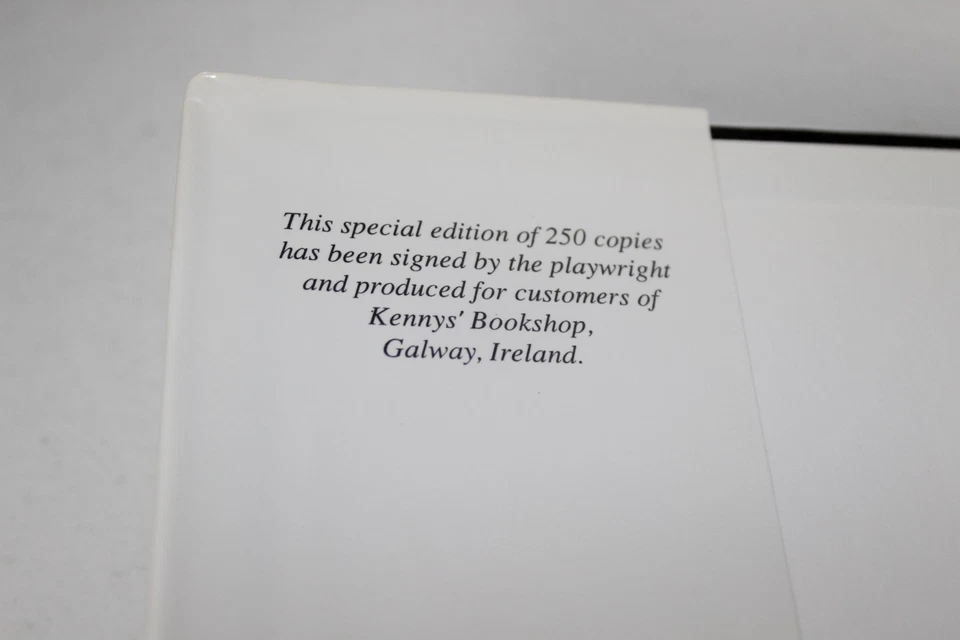 This special edition of 250 copies
has been signed by the playwright
and produced for customers of
Kennys' Bookshop,
Galway, Ireland.